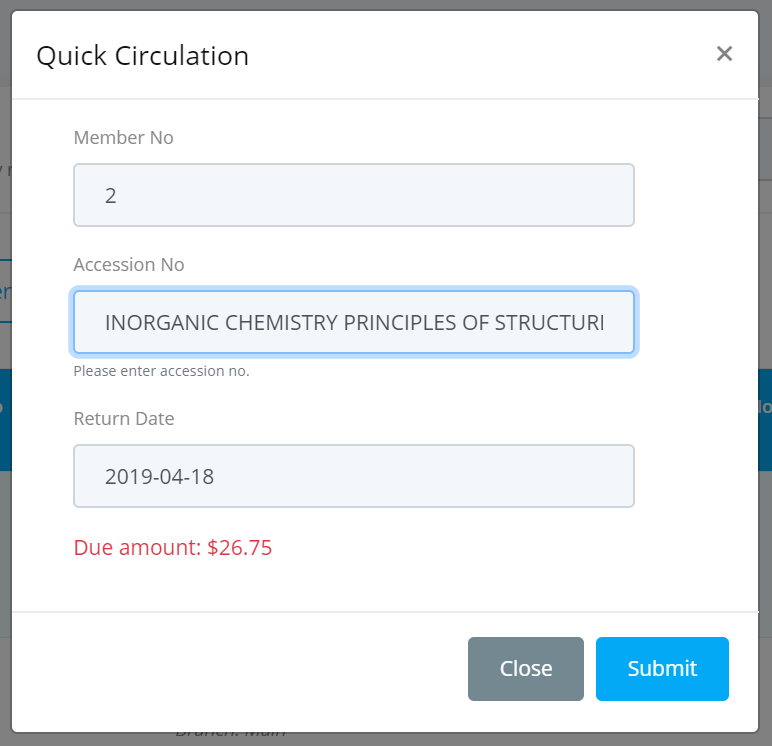 Quick Circulation
×
Member No
2
Accession No
INORGANIC CHEMISTRY PRINCIPLES OF STRUCTURI
Please enter accession no.
Return Date
2019-04-18
Due amount: $26.75
Close
Submit